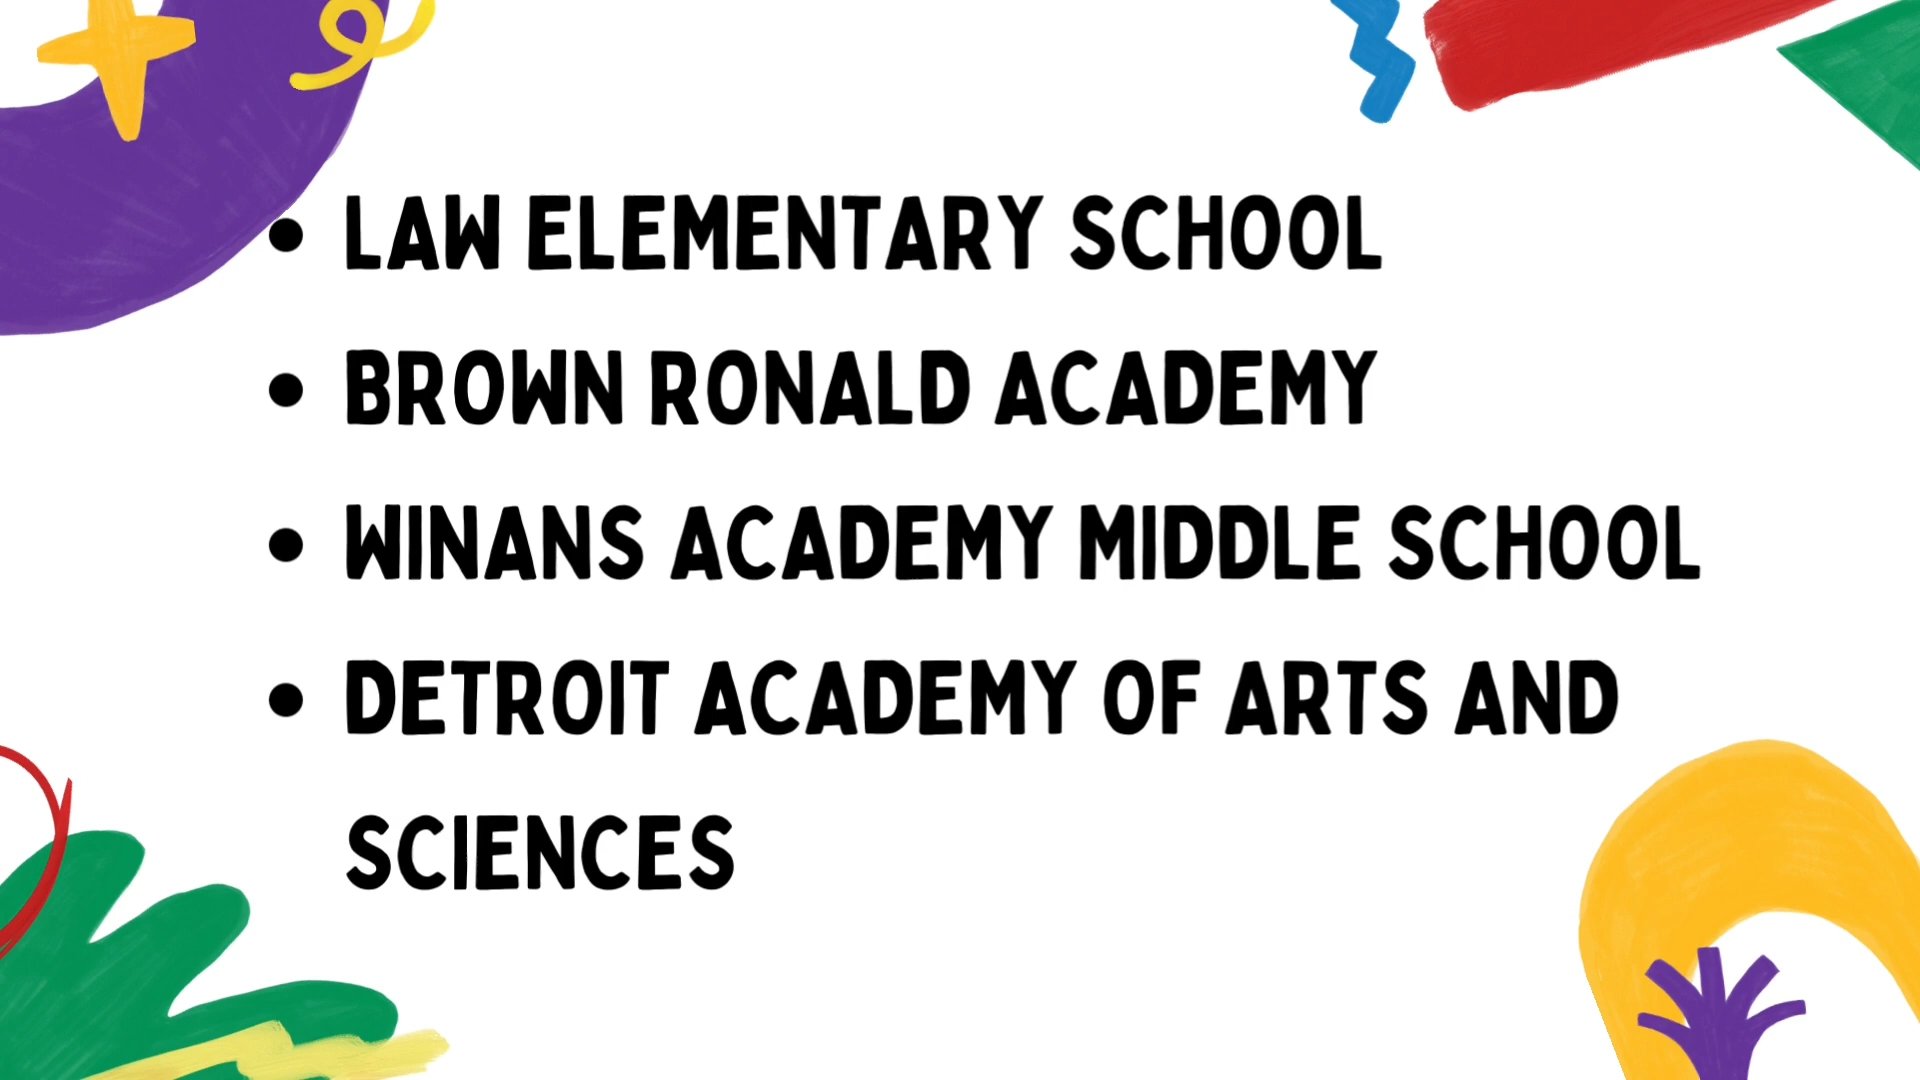 • LAW ELEMENTARY SCHOOL
• BROWN RONALD ACADEMY
• WINANS ACADEMY MIDDLE SCHOOL
• DETROIT ACADEMY OF ARTS AND
SCIENCES